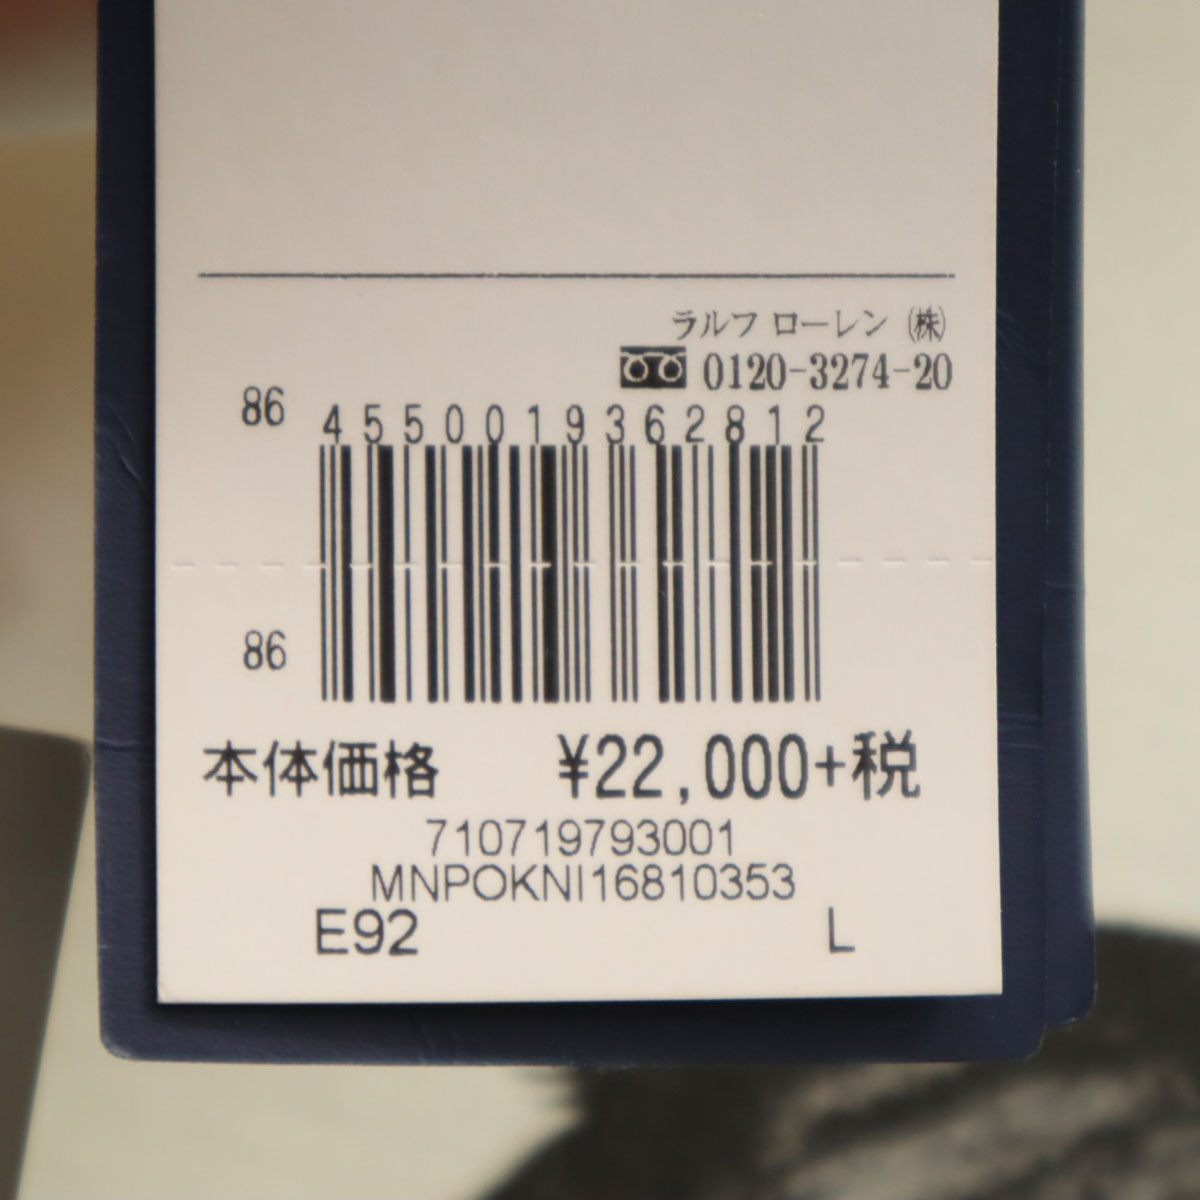 ラルフ ローレン ㈱
0120-3274-20
86 4550019362812
86
本体価格 ¥22,000+税
710719793001
MNPOKNI16810353
E92 L